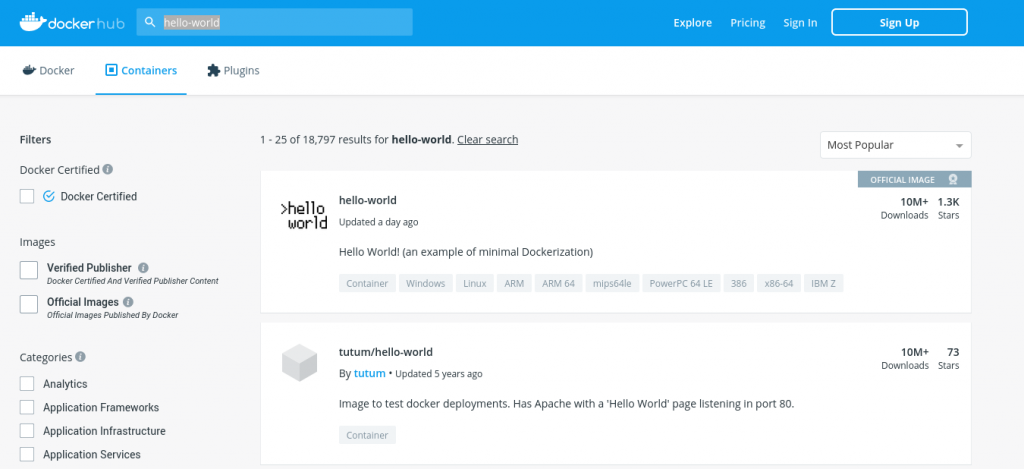 dockerhub
hello-world
Explore
Pricing
Sign In
Sign Up
Docker
Containers
Plugins
Filters
1 - 25 of 18,797 results for hello-world. Clear search
Most Popular
Docker Certified
Docker Certified
Images
Verified Publisher
Docker Certified And Verified Publisher Content
Official Images
Official Images Published By Docker
Categories
Analytics
Application Frameworks
Application Infrastructure
Application Services
OFFICIAL IMAGE
>hello
world
hello-world
Updated a day ago
10M+ 1.3K
Downloads Stars
Hello World! (an example of minimal Dockerization)
Container Windows Linux ARM ARM 64 mips64le PowerPC 64 LE 386 x86-64 IBM Z
tutum/hello-world
By tutum • Updated 5 years ago
10M+ 73
Downloads Stars
Image to test docker deployments. Has Apache with a 'Hello World' page listening in port 80.
Container